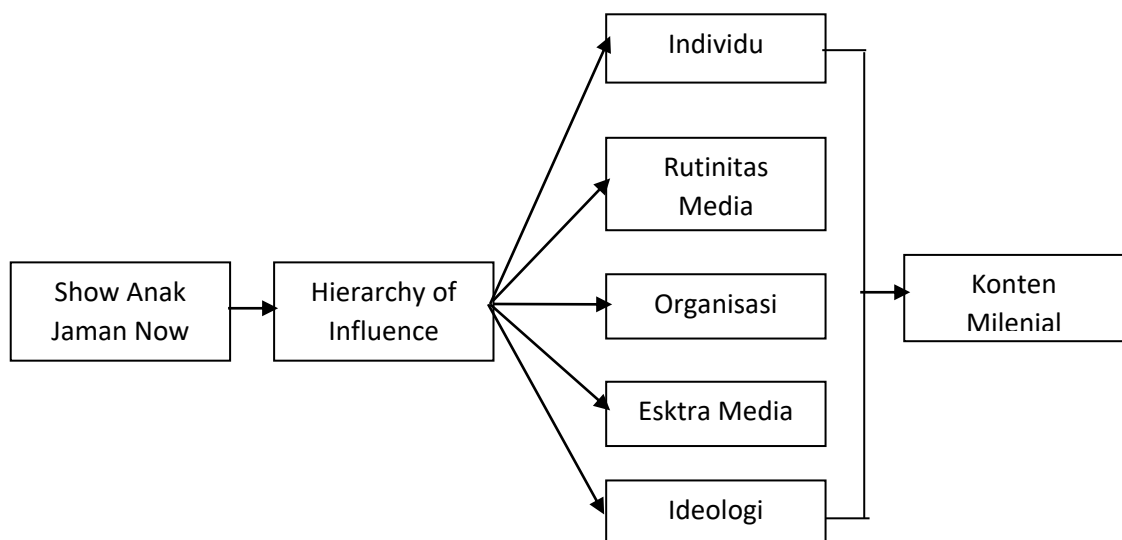 Show Anak
Jaman Now
Hierarchy of
Influence
Individu
Rutinitas
Media
Organisasi
Esktra Media
Ideologi
Konten
Milenial